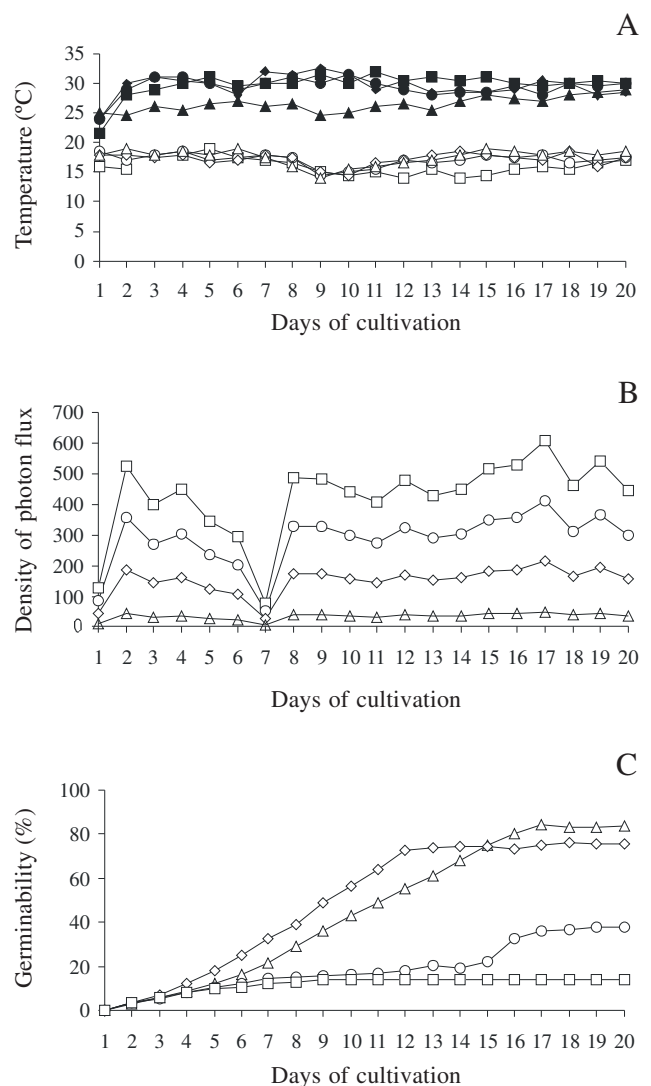 A
Temperature (ºC)
35
30
25
20
15
10
5
0
1 2 3 4 5 6 7 8 9 10 11 12 13 14 15 16 17 18 19 20
Days of cultivation
B
Density of photon flux
700
600
500
400
300
200
100
0
1 2 3 4 5 6 7 8 9 10 11 12 13 14 15 16 17 18 19 20
Days of cultivation
C
Germinability (%)
100
80
60
40
20
0
1 2 3 4 5 6 7 8 9 10 11 12 13 14 15 16 17 18 19 20
Days of cultivation